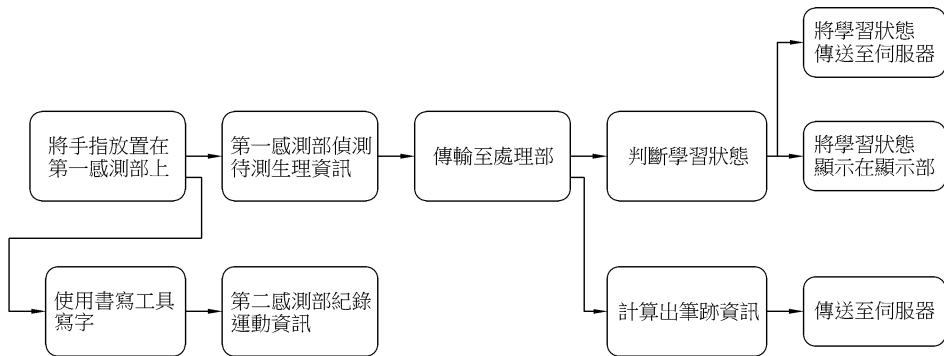 將學習狀態
傳送至伺服器
將手指放置在
第一感測部上
第一感測部偵測
待測生理資訊
傳輸至處理部
判斷學習狀態
將學習狀態
顯示在顯示部
使用書寫工具
寫字
第二感測部紀錄
運動資訊
計算出筆跡資訊
傳送至伺服器